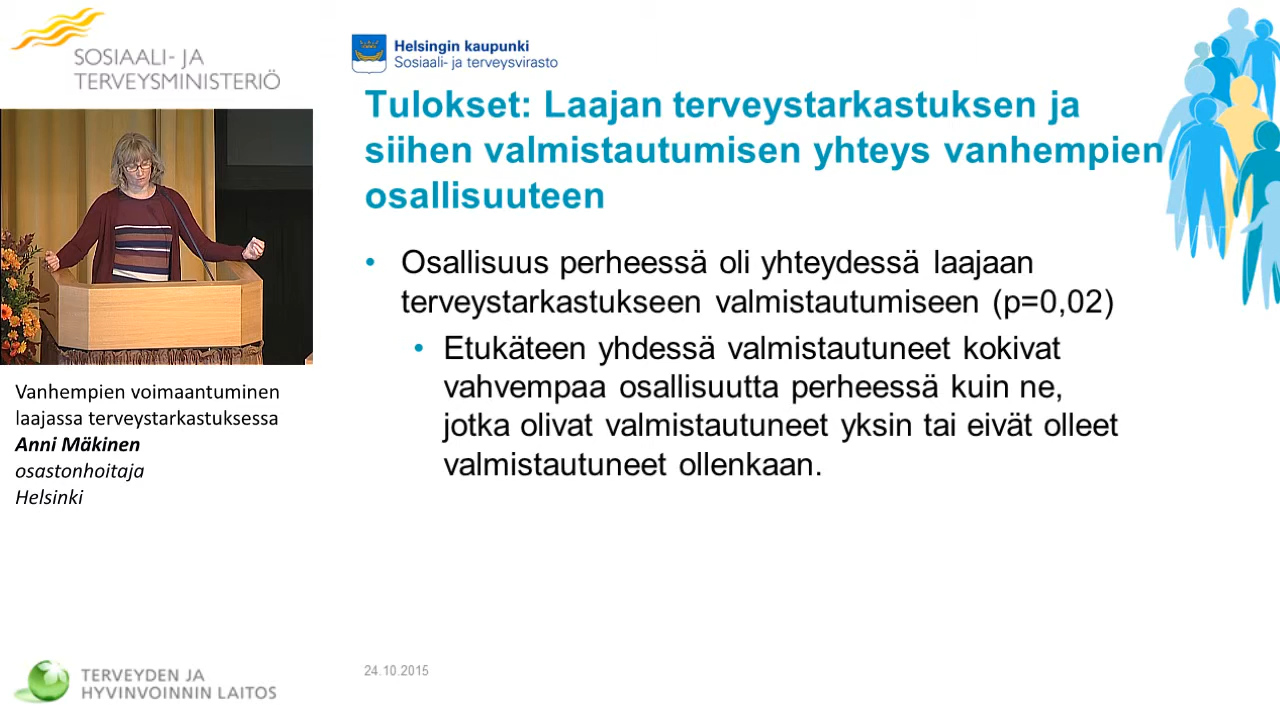 SOSIAALI- JA
TERVEYSMINISTERIÖ
Helsingin kaupunki
Sosiaali- ja terveysvirasto
Tulokset: Laajan terveystarkastuksen ja
siihen valmistautumisen yhteys vanhempien
osallisuuteen
• Osallisuus perheessä oli yhteydessä laajaan
terveystarkastukseen valmistautumiseen (p=0,02)
• Etukäteen yhdessä valmistautuneet kokivat
vahvempaa osallisuutta perheessä kuin ne,
jotka olivat valmistautuneet yksin tai eivät olleet
valmistautuneet ollenkaan.
Vanhempien voimaantuminen
laajassa terveystarkastuksessa
Anni Mäkinen
osastonhoitaja
Helsinki
TERVEYDEN JA
HYVINVOINNIN LAITOS
24.10.2015